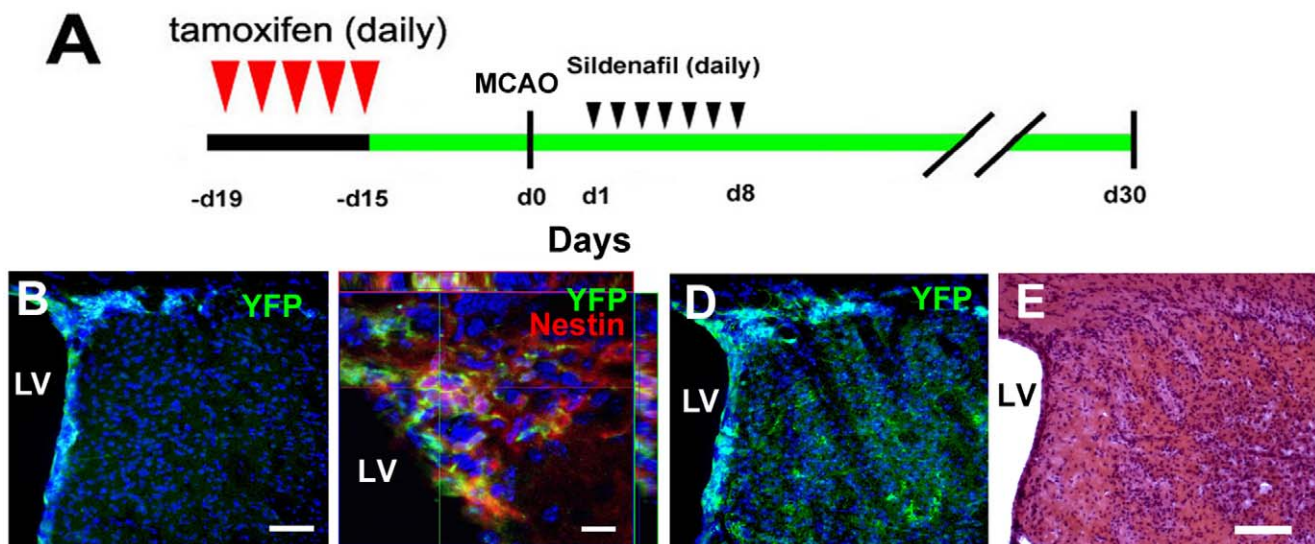 A
tamoxifen (daily)
MCAO
Sildenafil (daily)
-d19
-d15
d0
d1
d8
d30
Days
B
YFP
LV
YFP
Nestin
LV
D
YFP
LV
E
LV